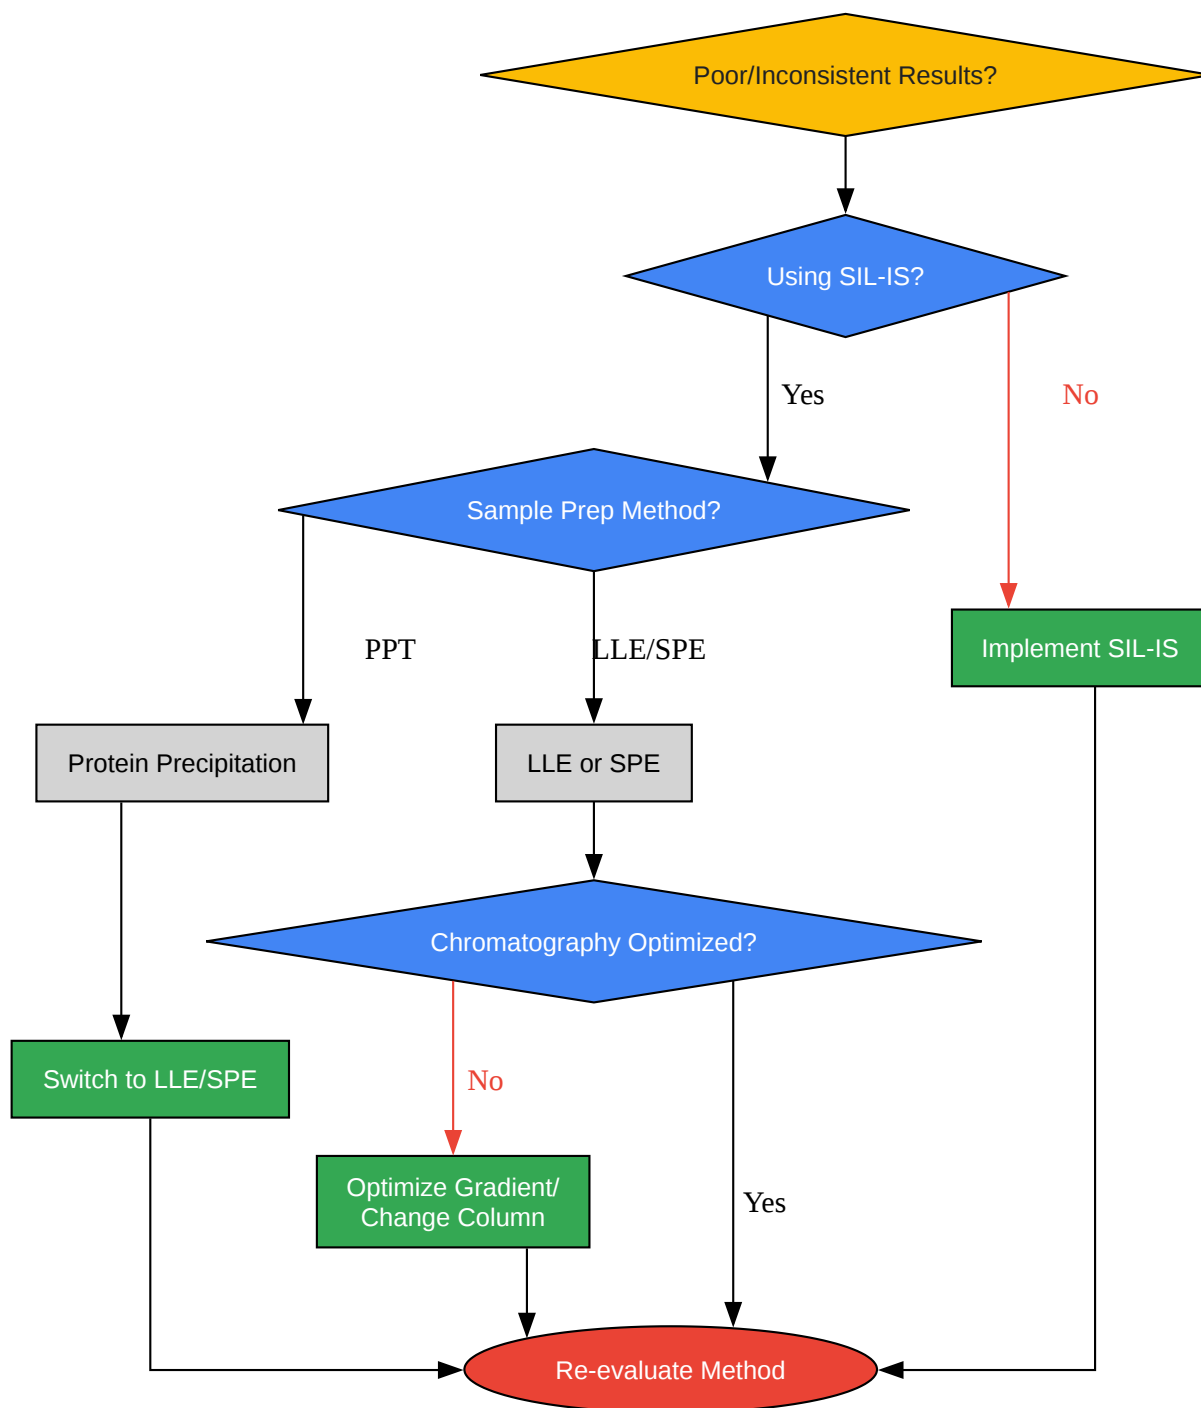 Poor/Inconsistent Results?
Using SIL-IS?
Yes
No
Sample Prep Method?
PPT
LLE/SPE
Implement SIL-IS
Protein Precipitation
LLE or SPE
Chromatography Optimized?
Switch to LLE/SPE
No
Optimize Gradient/
Change Column
Yes
Re-evaluate Method